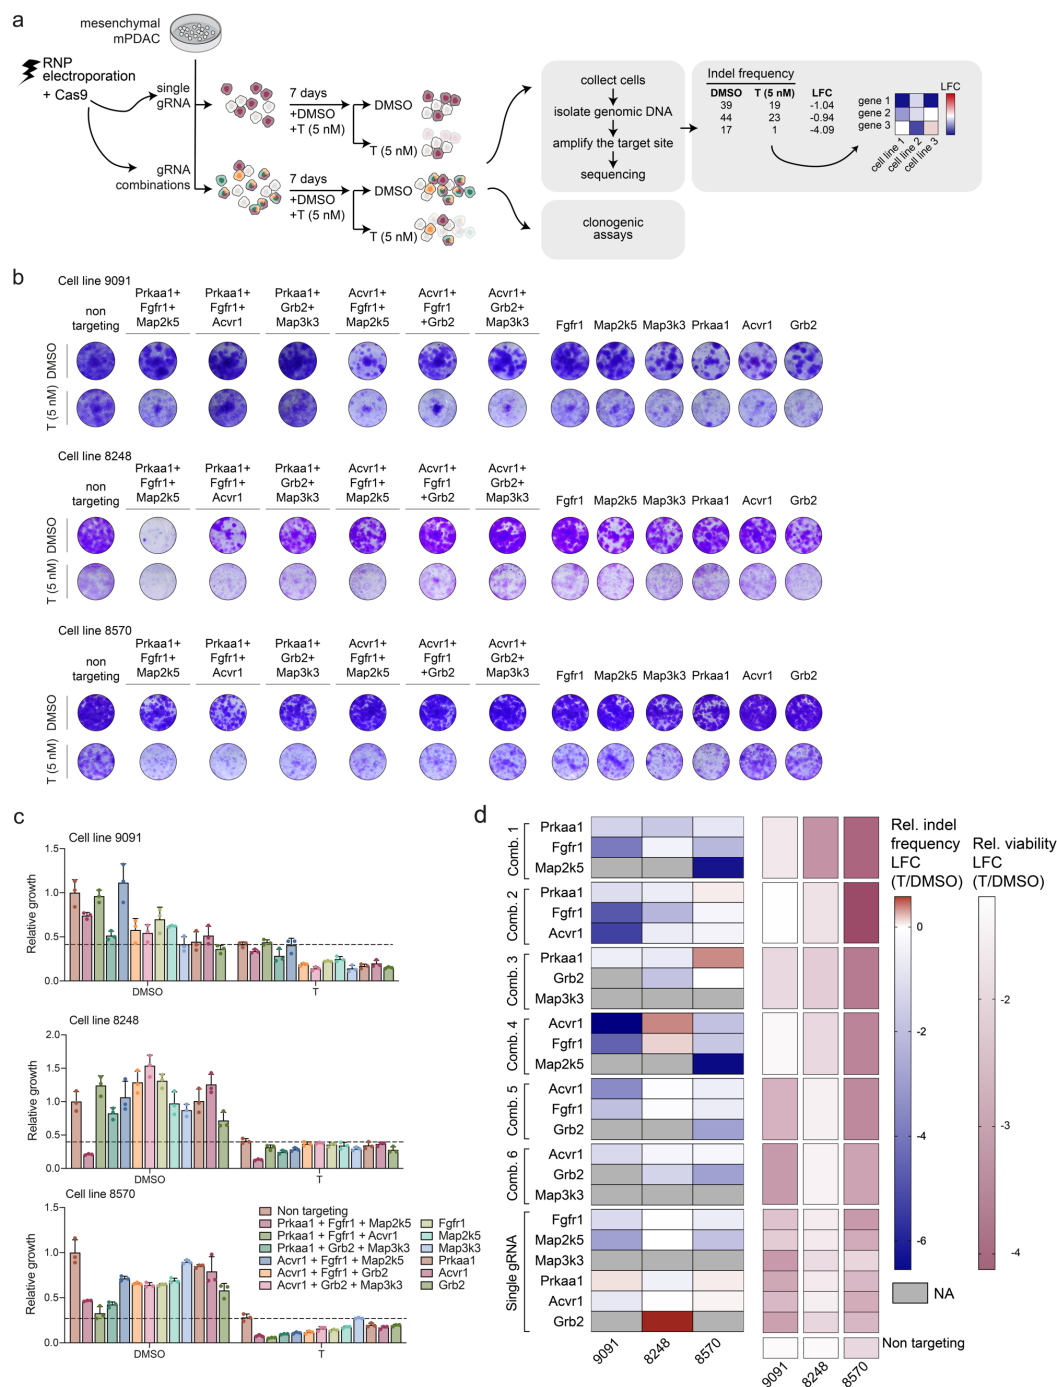 a
mesenchymal
mPDAC
RNP
electroporation
+ Cas9
single
gRNA
gRNA
combinations
7 days
+DMSO
+T (5 nM)
DMSO
T (5 nM)
7 days
+DMSO
+T (5 nM)
DMSO
T (5 nM)
collect cells
isolate genomic DNA
amplify the target site
sequencing
clonogenic
assays
Indel frequency
DMSO T (5 nM) LFC
39 19 -1.04
44 23 -0.94
17 1 -4.09
LFC
gene 1
gene 2
gene 3
cell line 1
cell line 2
cell line 3
b
Cell line 9091
non
targeting
Prkaa1+
Fgfr1+
Map2k5
Prkaa1+
Fgfr1+
Acvr1
Prkaa1+
Grb2+
Map3k3
Acvr1+
Fgfr1+
Map2k5
Acvr1+
Fgfr1
+Grb2
Acvr1+
Grb2+
Map3k3
Fgfr1 Map2k5 Map3k3 Prkaa1 Acvr1 Grb2
DMSO
T (5 nM)
Cell line 8248
non
targeting
Prkaa1+
Fgfr1+
Map2k5
Prkaa1+
Fgfr1+
Acvr1
Prkaa1+
Grb2+
Map3k3
Acvr1+
Fgfr1+
Map2k5
Acvr1+
Fgfr1
+Grb2
Acvr1+
Grb2+
Map3k3
Fgfr1 Map2k5 Map3k3 Prkaa1 Acvr1 Grb2
DMSO
T (5 nM)
Cell line 8570
non
targeting
Prkaa1+
Fgfr1+
Map2k5
Prkaa1+
Fgfr1+
Acvr1
Prkaa1+
Grb2+
Map3k3
Acvr1+
Fgfr1+
Map2k5
Acvr1+
Fgfr1
+Grb2
Acvr1+
Grb2+
Map3k3
Fgfr1 Map2k5 Map3k3 Prkaa1 Acvr1 Grb2
DMSO
T (5 nM)
c
Cell line 9091
Relative growth
1.5
1.0
0.5
0.0
DMSO T
Cell line 8248
Relative growth
2.0
1.5
1.0
0.5
0.0
DMSO T
Cell line 8570
Relative growth
1.5
1.0
0.5
0.0
DMSO T
Non targeting
Prkaa1 + Fgfr1 + Map2k5
Prkaa1 + Fgfr1 + Acvr1
Prkaa1 + Grb2 + Map3k3
Acvr1 + Fgfr1 + Map2k5
Acvr1 + Fgfr1 + Grb2
Acvr1 + Grb2 + Map3k3
Fgfr1
Map2k5
Map3k3
Prkaa1
Acvr1
Grb2
d
Comb. 1
Prkaa1
Fgfr1
Map2k5
Comb. 2
Prkaa1
Fgfr1
Acvr1
Comb. 3
Prkaa1
Grb2
Map3k3
Comb. 4
Acvr1
Fgfr1
Map2k5
Comb. 5
Acvr1
Fgfr1
Grb2
Comb. 6
Acvr1
Grb2
Map3k3
Single gRNA
Fgfr1
Map2k5
Map3k3
Prkaa1
Acvr1
Grb2
9091 8248 8570
9091 8248 8570
Non targeting
Rel. indel
frequency
LFC
(T/DMSO)
0
-2
-4
-6
NA
Rel. viability
LFC
(T/DMSO)
-2
-3
-4